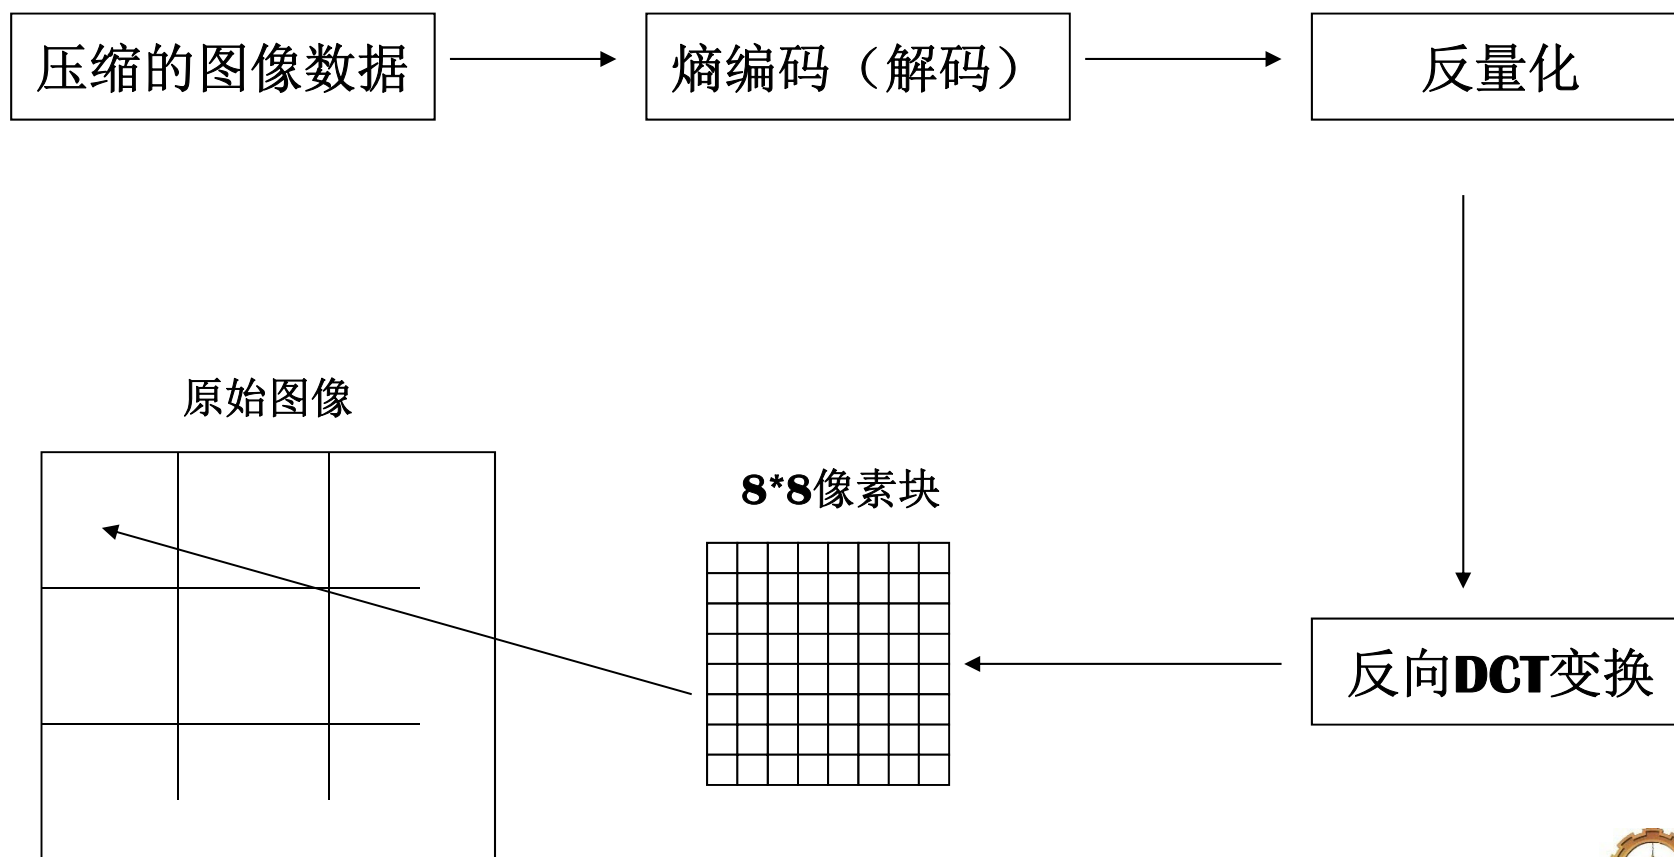 压缩的图像数据
熵编码（解码）
反量化
原始图像
8*8像素块
反向DCT变换